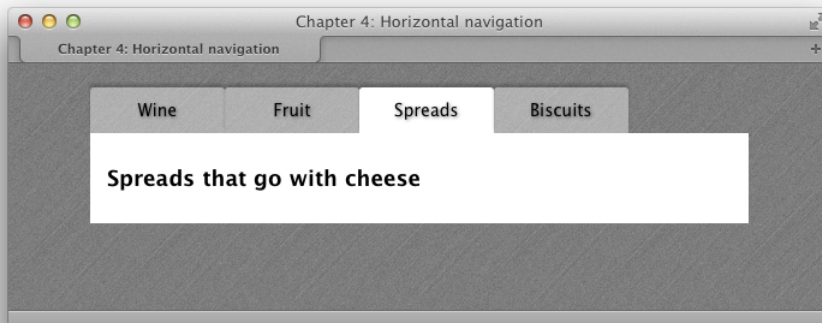 Chapter 4: Horizontal navigation
Chapter 4: Horizontal navigation
Wine Fruit Spreads Biscuits
Spreads that go with cheese